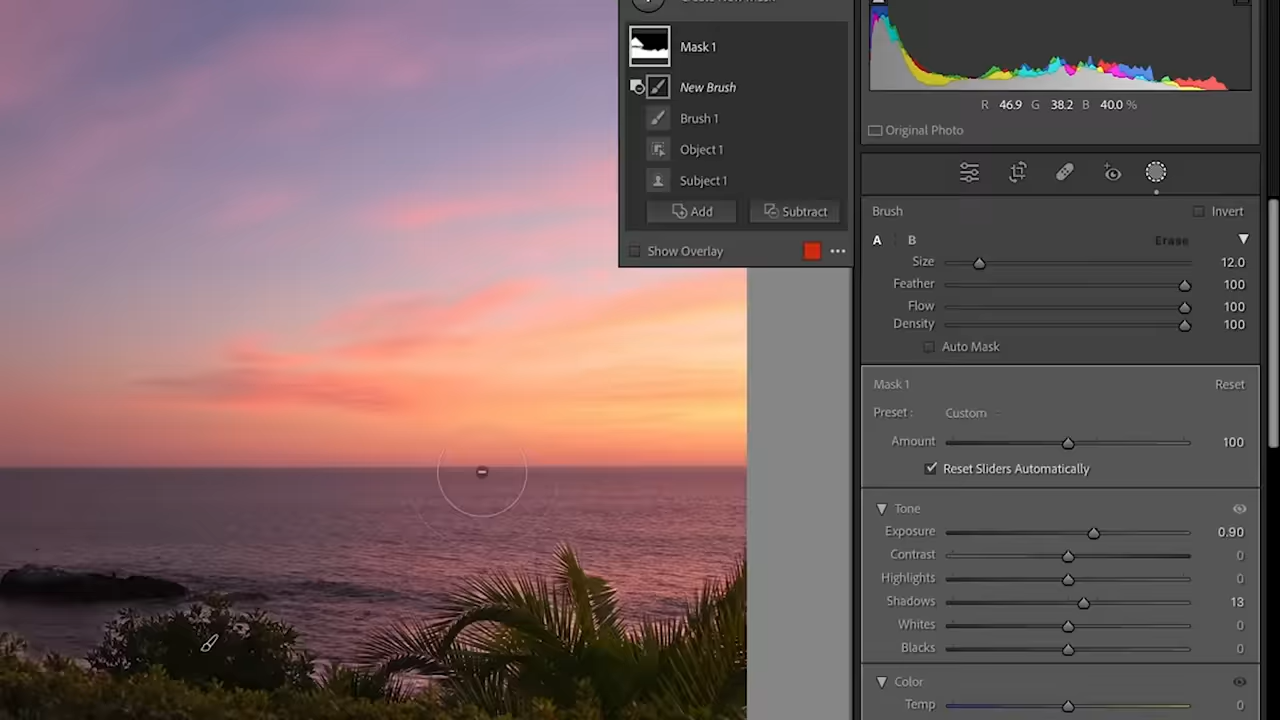 Create New Mask
Mask 1
New Brush
Brush 1
Object 1
Subject 1
Add Subtract
Show Overlay
R 46.9 G 38.2 B 40.0 %
Original Photo
Brush Invert
A B Erase
Size 12.0
Feather 100
Flow 100
Density 100
Auto Mask
Mask 1 Reset
Preset : Custom
Amount 100
Reset Sliders Automatically
Tone
Exposure 0.90
Contrast 0
Highlights 0
Shadows 13
Whites 0
Blacks 0
Color
Temp 0